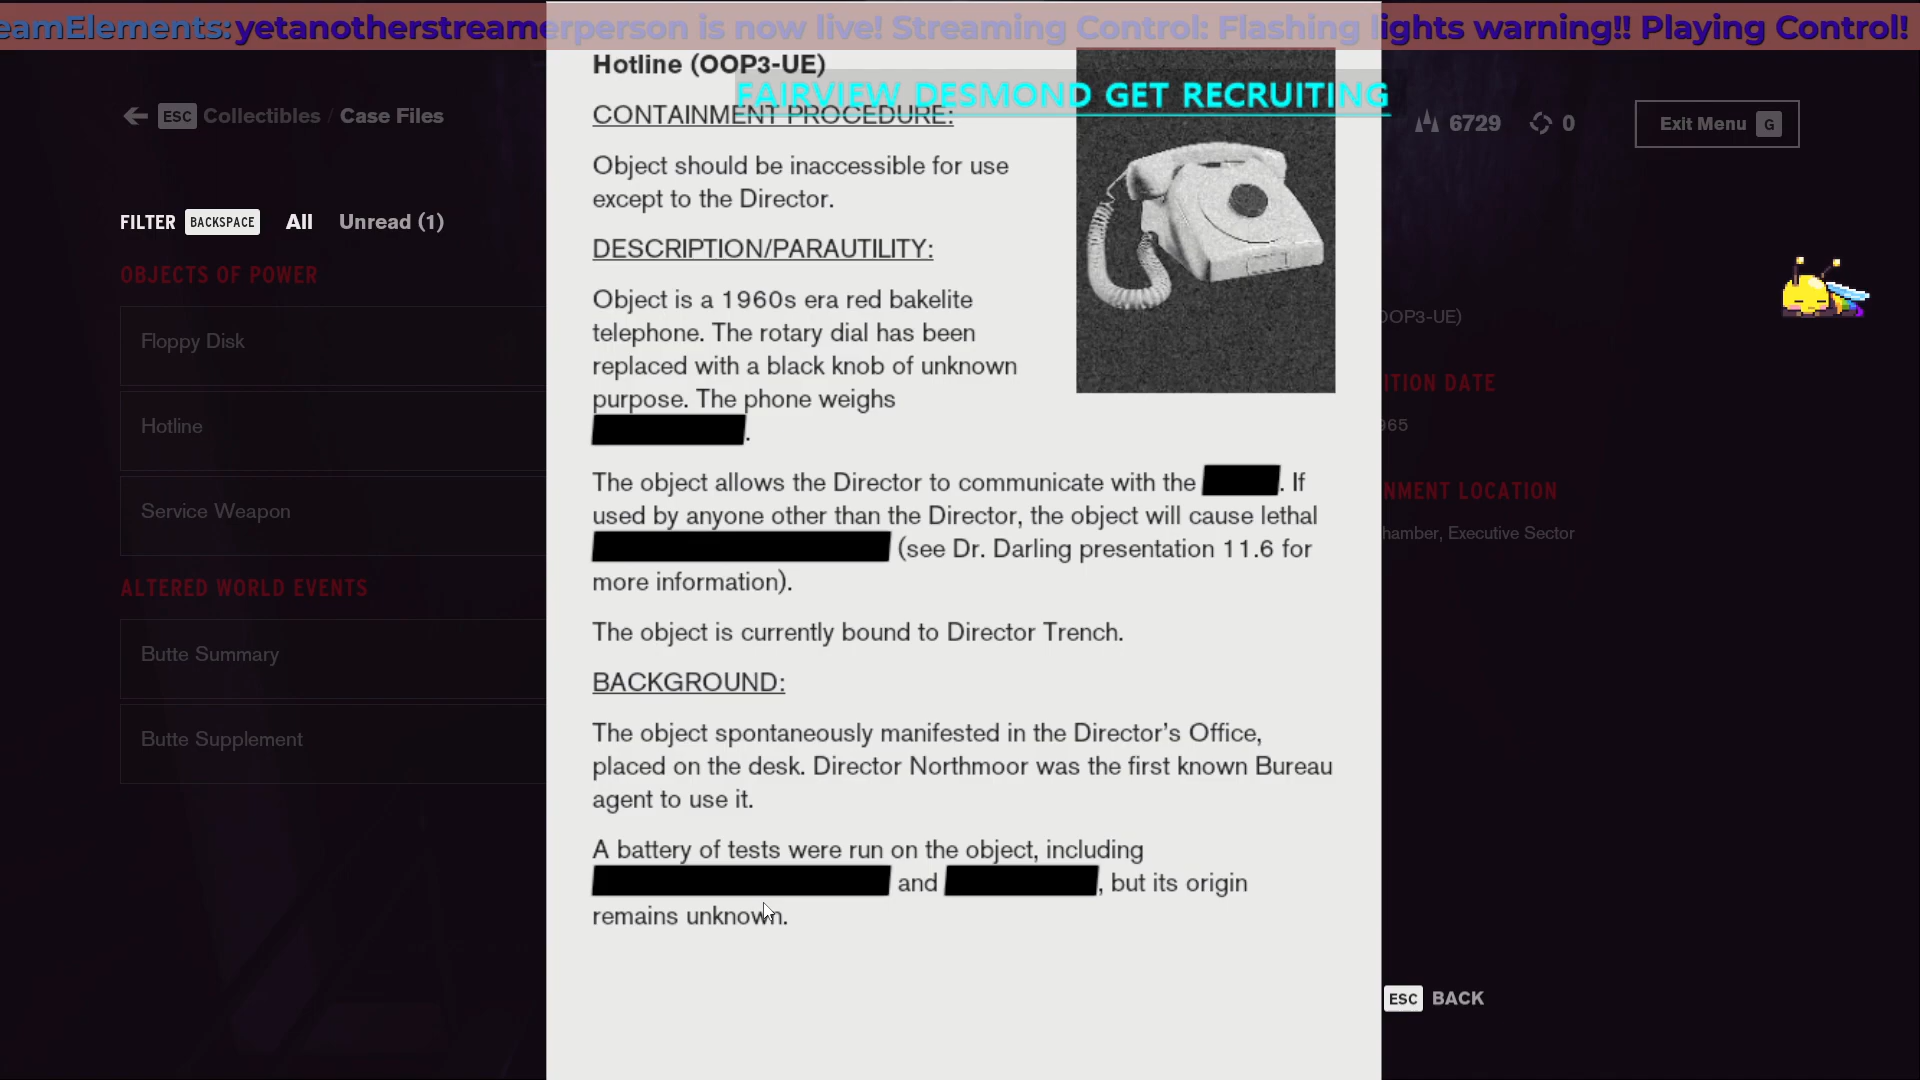 eamElements: yetanotherstreamerperson is now live! Streaming Control: Flashing lights warning!! Playing Control!
Hotline (OOP3-UE)
FAIRVIEW DESMOND GET RECRUITING
CONTAINMENT PROCEDURE:
Object should be inaccessible for use
except to the Director.
DESCRIPTION/PARAUTILITY:
Object is a 1960s era red bakelite
telephone. The rotary dial has been
replaced with a black knob of unknown
purpose. The phone weighs
.
The object allows the Director to communicate with the . If
used by anyone other than the Director, the object will cause lethal
(see Dr. Darling presentation 11.6 for
more information).
The object is currently bound to Director Trench.
BACKGROUND:
The object spontaneously manifested in the Director's Office,
placed on the desk. Director Northmoor was the first known Bureau
agent to use it.
A battery of tests were run on the object, including
and , but its origin
remains unknown.
ESC Collectibles / Case Files
6729 0
Exit Menu G
FILTER BACKSPACE All Unread (1)
OBJECTS OF POWER
Floppy Disk
Hotline
Service Weapon
ALTERED WORLD EVENTS
Butte Summary
Butte Supplement
OOP3-UE)
ITION DATE
965
NMENT LOCATION
hamber, Executive Sector
ESC BACK